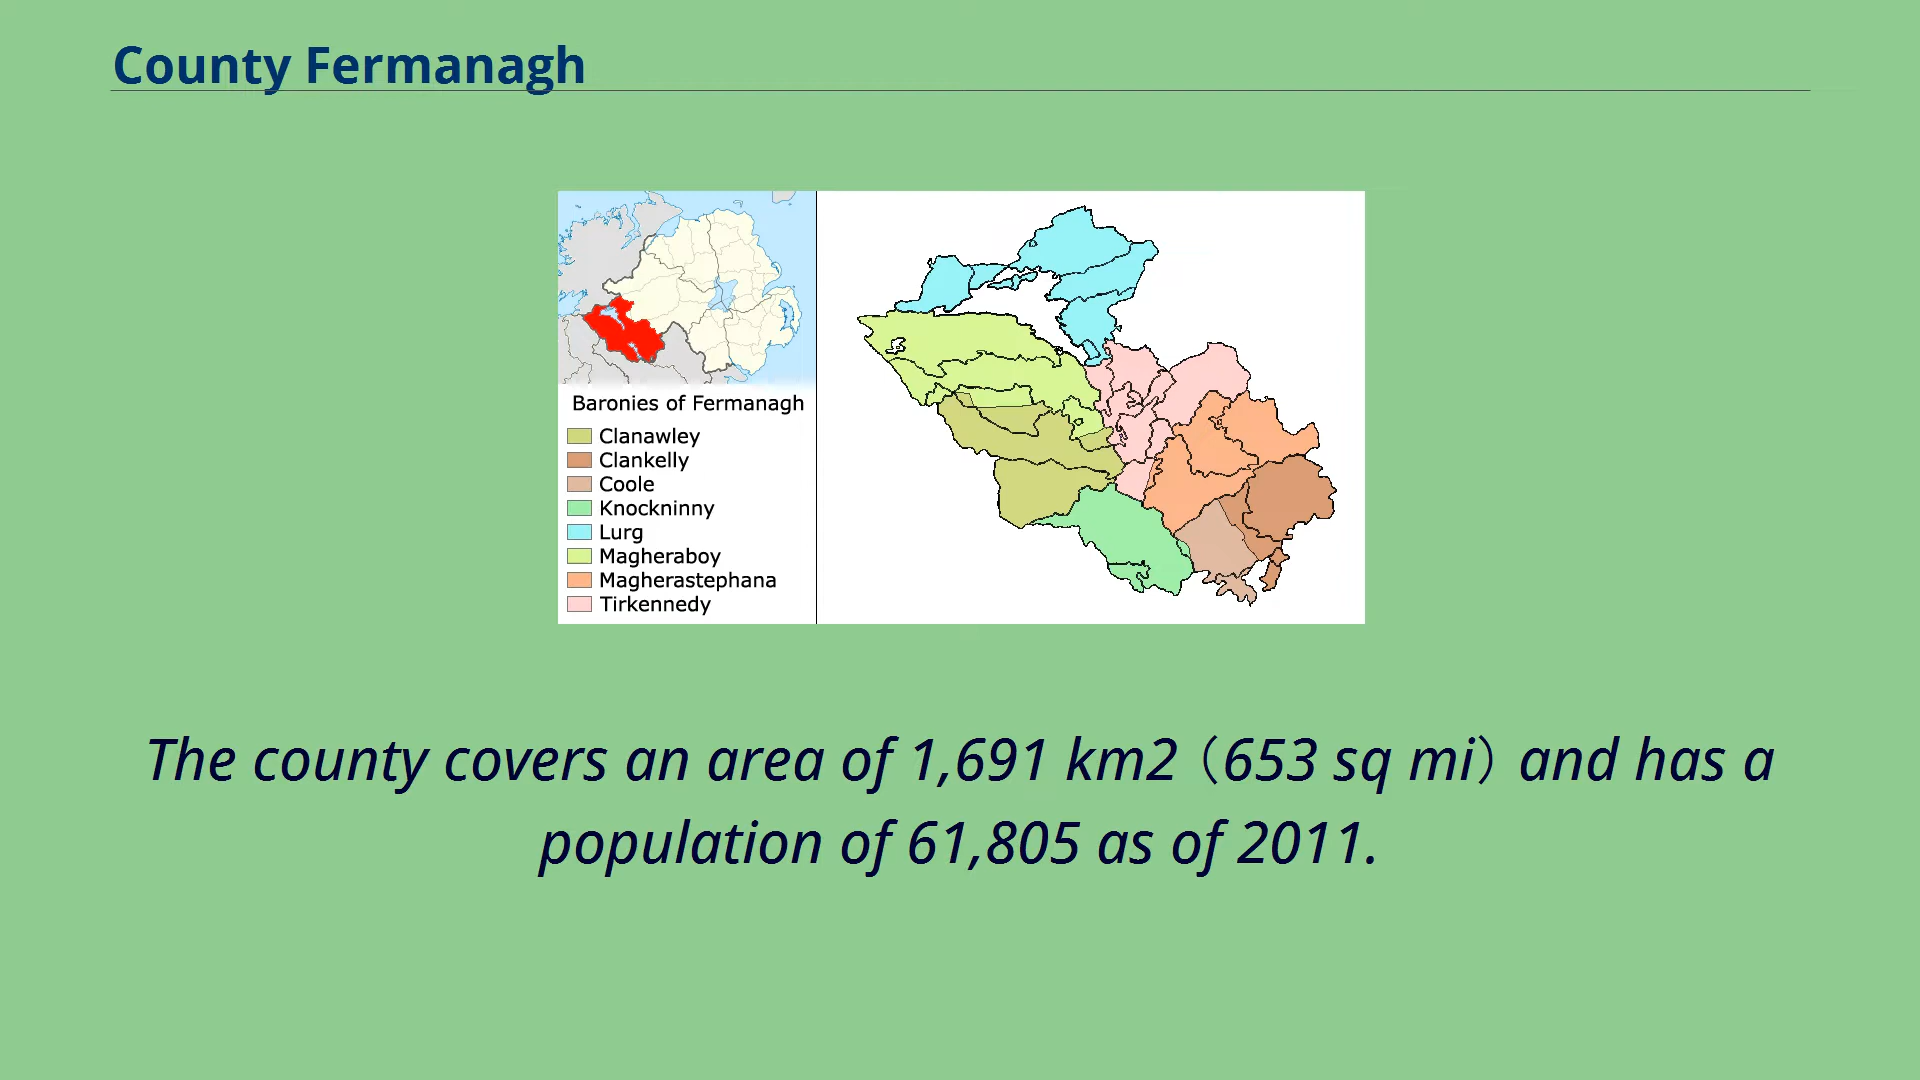 County Fermanagh
Baronies of Fermanagh
Clanawley
Clankelly
Coole
Knockninny
Lurg
Magheraboy
Magherastephana
Tirkennedy
The county covers an area of 1,691 km2（653 sq mi）and has a
population of 61,805 as of 2011.